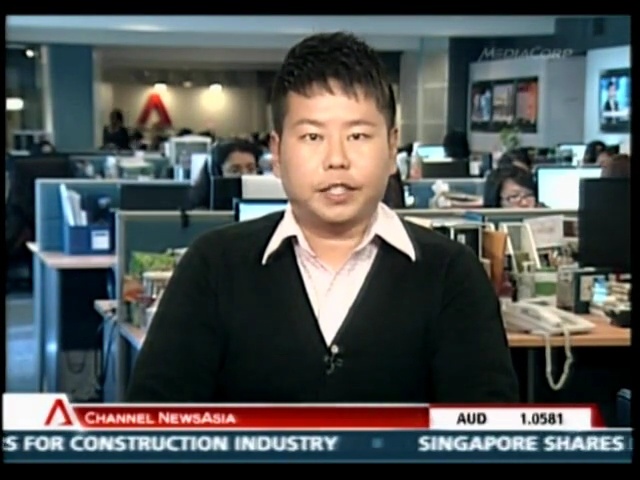 MEDIACORP
CHANNEL NEWSASIA
AUD 1.0581
S FOR CONSTRUCTION INDUSTRY SINGAPORE SHARES